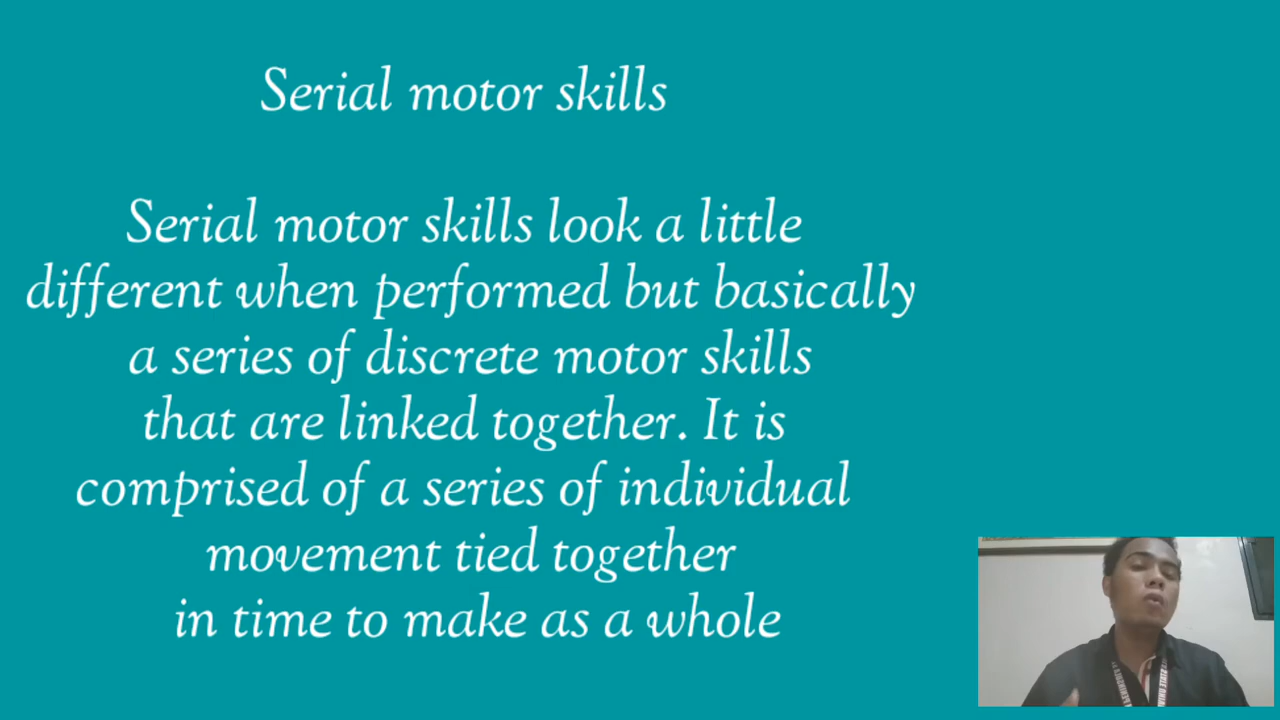 Serial motor skills
Serial motor skills look a little
different when performed but basically
a series of discrete motor skills
that are linked together. It is
comprised of a series of individual
movement tied together
in time to make as a whole